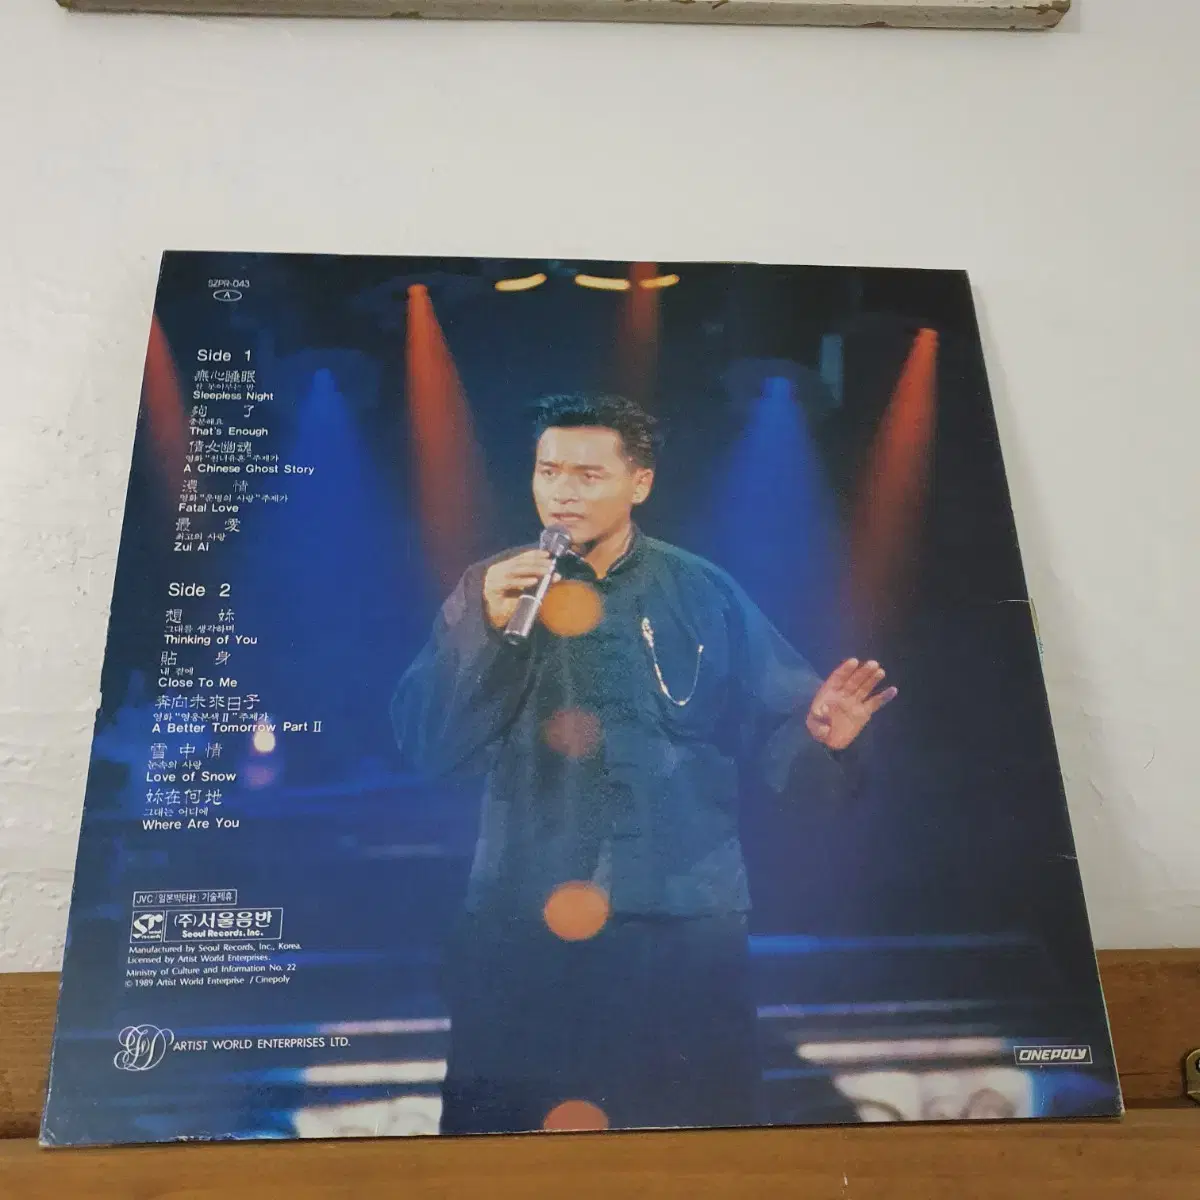 SZPR-043
A
Side 1
無心睡眠
잠 못이루는 밤
Sleepless Night
夠了
충분해요
That's Enough
倩女幽魂
영화 "천녀유혼" 주제가
A Chinese Ghost Story
濃情
영화 "운명의 사랑" 주제가
Fatal Love
最愛
최고의 사랑
Zui Ai
Side 2
想妳
그대를 생각하며
Thinking of You
貼身
내 곁에
Close To Me
奔向未來日子
영화 "영웅본색Ⅱ" 주제가
A Better Tomorrow Part Ⅱ
雪中情
눈속의 사랑
Love of Snow
妳在何地
그대는 어디에
Where Are You
JVC (일본빅터社) 기술제휴
(주)서울음반
Seoul Records, Inc.
Manufactured by Seoul Records, Inc., Korea.
Licensed by Artist World Enterprises.
Ministry of Culture and Information No. 22
© 1989 Artist World Enterprise / Cinepoly
ARTIST WORLD ENTERPRISES LTD.
CINEPOLY